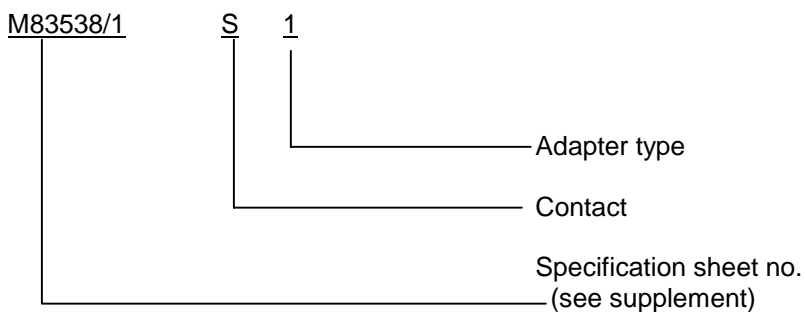 M83538/1 S 1
Adapter type
Contact
Specification sheet no.
(see supplement)